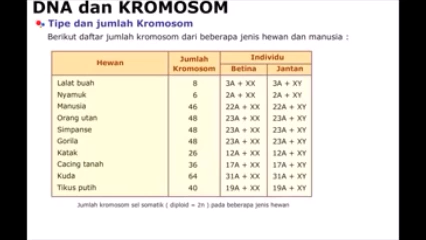 DNA dan KROMOSOM
Tipe dan jumlah Kromosom
Berikut daftar jumlah kromosom dari beberapa jenis hewan dan manusia :
Hewan Jumlah Kromosom Individu
Betina Jantan
Lalat buah 8 3A + XX 3A + XY
Nyamuk 6 2A + XX 2A + XY
Manusia 46 22A + XX 22A + XY
Orang utan 48 23A + XX 23A + XY
Simpanse 48 23A + XX 23A + XY
Gorila 48 23A + XX 23A + XY
Katak 26 12A + XX 12A + XY
Cacing tanah 36 17A + XX 17A + XY
Kuda 64 31A + XX 31A + XY
Tikus putih 40 19A + XX 19A + XY
Jumlah kromosom sel somatik ( diploid = 2n ) pada beberapa jenis hewan